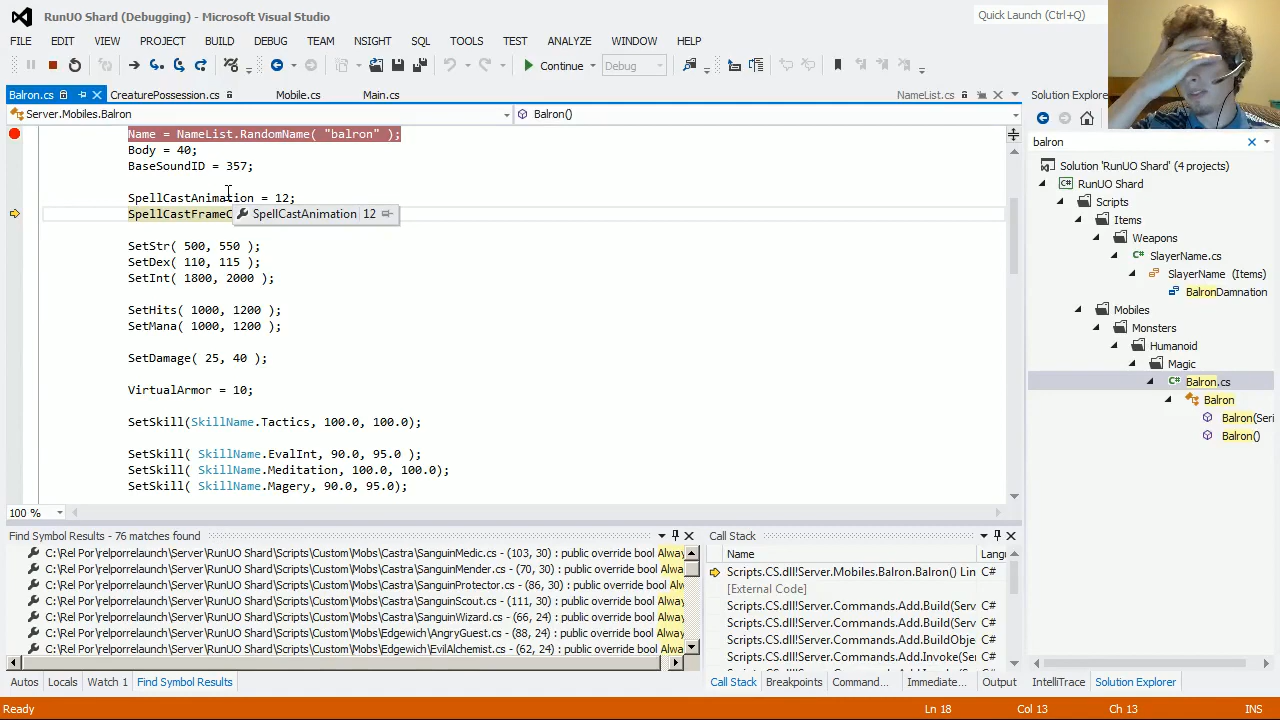 RunUO Shard (Debugging) - Microsoft Visual Studio
Quick Launch (Ctrl+Q)
FILE EDIT VIEW PROJECT BUILD DEBUG TEAM NSIGHT SQL TOOLS TEST ANALYZE WINDOW HELP
Continue Debug
Balron.cs CreaturePossession.cs Mobile.cs Main.cs NameList.cs
Server.Mobiles.Balron Balron()
Name = NameList.RandomName( "balron" );
Body = 40;
BaseSoundID = 357;
SpellCastAnimation = 12;
SpellCastFrameC
SpellCastAnimation 12
SetStr( 500, 550 );
SetDex( 110, 115 );
SetInt( 1800, 2000 );
SetHits( 1000, 1200 );
SetMana( 1000, 1200 );
SetDamage( 25, 40 );
VirtualArmor = 10;
SetSkill(SkillName.Tactics, 100.0, 100.0);
SetSkill( SkillName.EvalInt, 90.0, 95.0 );
SetSkill( SkillName.Meditation, 100.0, 100.0);
SetSkill( SkillName.Magery, 90.0, 95.0);
100 %
Solution Explorer
balron
Solution 'RunUO Shard' (4 projects)
RunUO Shard
Scripts
Items
Weapons
SlayerName.cs
SlayerName (Items)
BalronDamnation
Mobiles
Monsters
Humanoid
Magic
Balron.cs
Balron
Balron(Seri
Balron()
Find Symbol Results - 76 matches found
C:\Rel Por\relporrelaunch\Server\RunUO Shard\Scripts\Custom\Mobs\Castra\SanguinMedic.cs - (103, 30) : public override bool Alway
C:\Rel Por\relporrelaunch\Server\RunUO Shard\Scripts\Custom\Mobs\Castra\SanguinMender.cs - (70, 30) : public override bool Alwa
C:\Rel Por\relporrelaunch\Server\RunUO Shard\Scripts\Custom\Mobs\Castra\SanguinProtector.cs - (86, 30) : public override bool Al
C:\Rel Por\relporrelaunch\Server\RunUO Shard\Scripts\Custom\Mobs\Castra\SanguinScout.cs - (111, 30) : public override bool Alwa
C:\Rel Por\relporrelaunch\Server\RunUO Shard\Scripts\Custom\Mobs\Castra\SanguinWizard.cs - (66, 24) : public override bool Alwa
C:\Rel Por\relporrelaunch\Server\RunUO Shard\Scripts\Custom\Mobs\Edgewich\AngryGuest.cs - (88, 24) : public override bool Alwa
C:\Rel Por\relporrelaunch\Server\RunUO Shard\Scripts\Custom\Mobs\Edgewich\EvilAlchemist.cs - (62, 24) : public override bool Alwa
Call Stack
Name Langu
Scripts.CS.dll!Server.Mobiles.Balron.Balron() Lin C#
[External Code]
Scripts.CS.dll!Server.Commands.Add.Build(Serv C#
Scripts.CS.dll!Server.Commands.Add.Build(Serv C#
Scripts.CS.dll!Server.Commands.Add.BuildObje C#
Scripts.CS.dll!Server.Commands.Add.Invoke(Se C#
Autos Locals Watch 1 Find Symbol Results
Call Stack Breakpoints Command... Immediate... Output
IntelliTrace Solution Explorer
Ready Ln 18 Col 13 Ch 13 INS